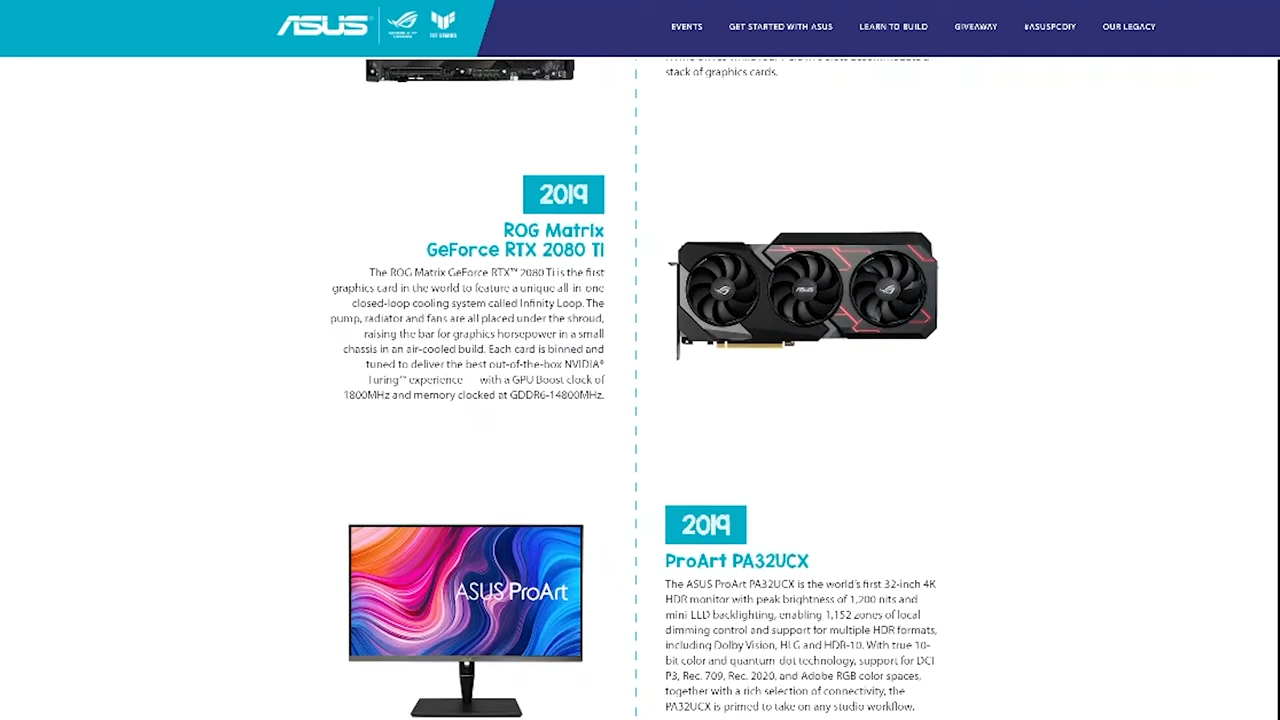 ASUS
TUF GAMING
EVENTS
GET STARTED WITH ASUS
LEARN TO BUILD
GIVEAWAY
#ASUSPCDIY
OUR LEGACY
stack of graphics cards.
2019
ROG Matrix
GeForce RTX 2080 Ti
The ROG Matrix GeForce RTX™ 2080 Ti is the first
graphics card in the world to feature a unique all-in-one
closed-loop cooling system called Infinity Loop. The
pump, radiator and fans are all placed under the shroud,
raising the bar for graphics horsepower in a small
chassis in an air-cooled build. Each card is binned and
tuned to deliver the best out-of-the-box NVIDIA®
Turing™ experience — with a GPU Boost clock of
1800MHz and memory clocked at GDDR6-14800MHz.
ASUS
ASUS ProArt
2019
ProArt PA32UCX
The ASUS ProArt PA32UCX is the world's first 32-inch 4K
HDR monitor with peak brightness of 1,200 nits and
mini-LED backlighting, enabling 1,152 zones of local
dimming control and support for multiple HDR formats,
including Dolby Vision, HLG and HDR-10. With true 10-
bit color and quantum-dot technology, support for DCI
P3, Rec. 709, Rec. 2020, and Adobe RGB color spaces,
together with a rich selection of connectivity, the
PA32UCX is primed to take on any studio workflow.